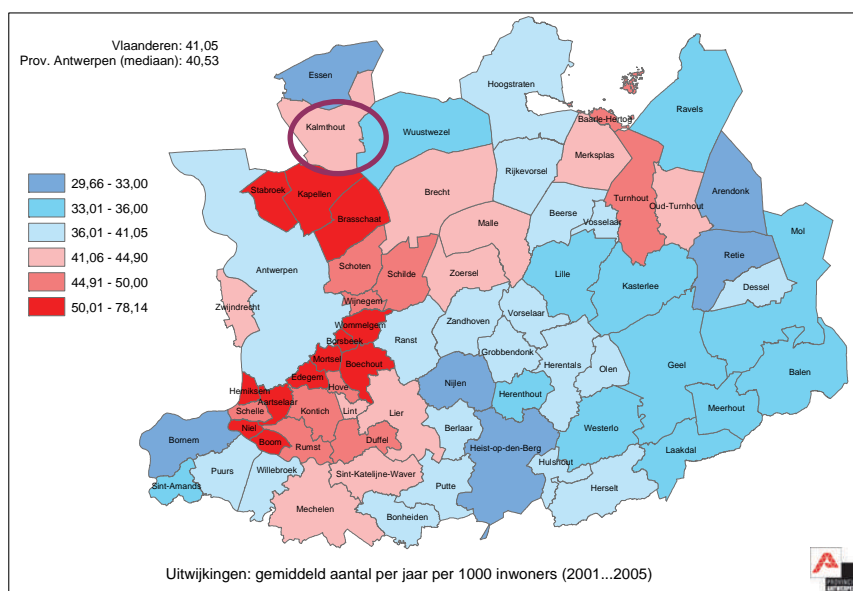 Vlaanderen: 41,05
Prov. Antwerpen (mediaan): 40,53
Essen
Hoogstraten
Kalmthout
Wuustwezel
Baarle-Hertog
Ravels
Merksplas
Rijkevorsel
29,66 - 33,00
33,01 - 36,00
36,01 - 41,05
41,06 - 44,90
44,91 - 50,00
50,01 - 78,14
Stabroek
Kapellen
Brecht
Turnhout
Oud-Turnhout
Arendonk
Brasschaat
Beerse
Vosselaar
Malle
Mol
Antwerpen
Schoten
Schilde
Zoersel
Lille
Kasterlee
Retie
Dessel
Zwijndrecht
Wijnegem
Wommelgem
Borsbeek
Ranst
Zandhoven
Vorselaar
Grobbendonk
Mortsel
Boechout
Herentals
Olen
Geel
Balen
Edegem
Hove
Nijlen
Herenthout
Hemiksem
Aartselaar
Schelle
Kontich
Lint
Lier
Meerhout
Niel
Boom
Rumst
Duffel
Berlaar
Westerlo
Bornem
Heist-op-den-Berg
Laakdal
Hulshout
Sint-Amands
Puurs
Willebroek
Sint-Katelijne-Waver
Putte
Herselt
Mechelen
Bonheiden
Uitwijkingen: gemiddeld aantal per jaar per 1000 inwoners (2001...2005)
PROVINCIE
ANTWERPEN